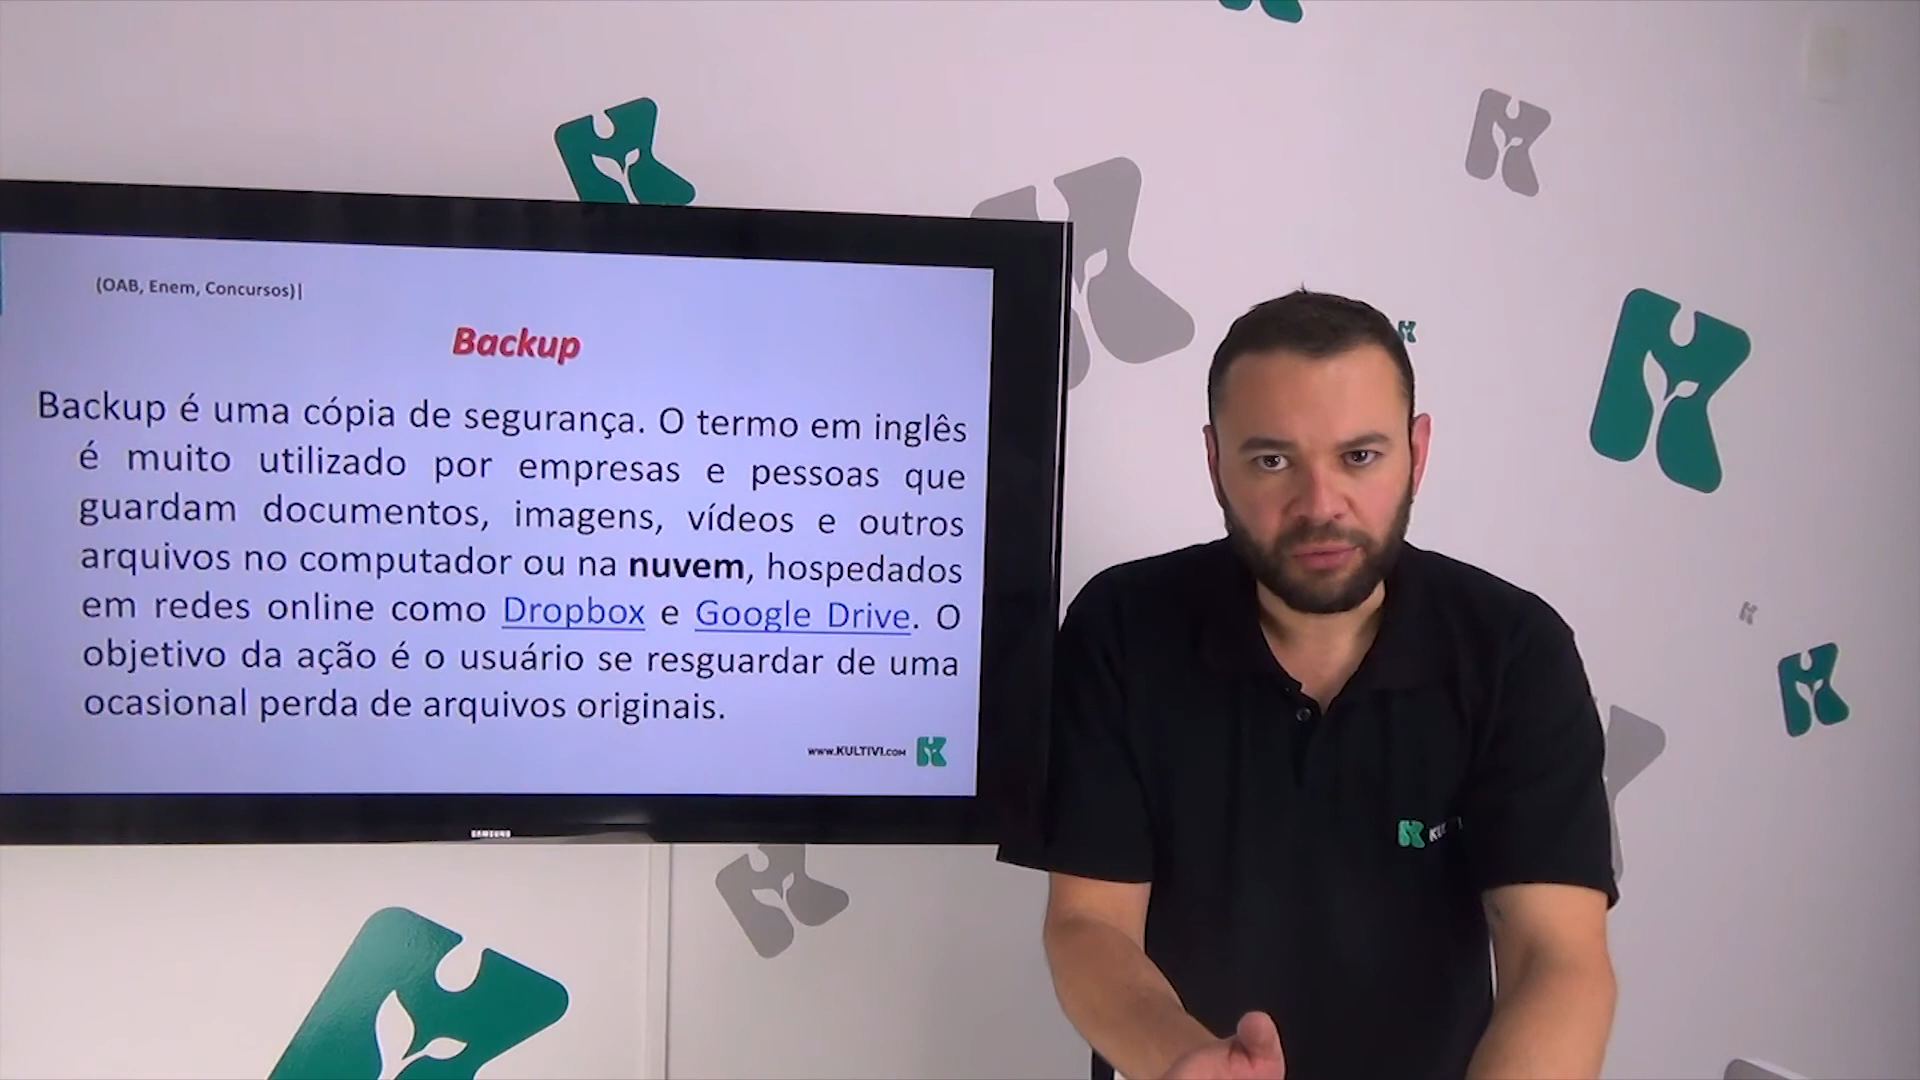 (OAB, Enem, Concursos)|
Backup
Backup é uma cópia de segurança. O termo em inglês
é muito utilizado por empresas e pessoas que
guardam documentos, imagens, vídeos e outros
arquivos no computador ou na nuvem, hospedados
em redes online como Dropbox e Google Drive. O
objetivo da ação é o usuário se resguardar de uma
ocasional perda de arquivos originais.
www.KULTIVI.COM
SAMSUNG